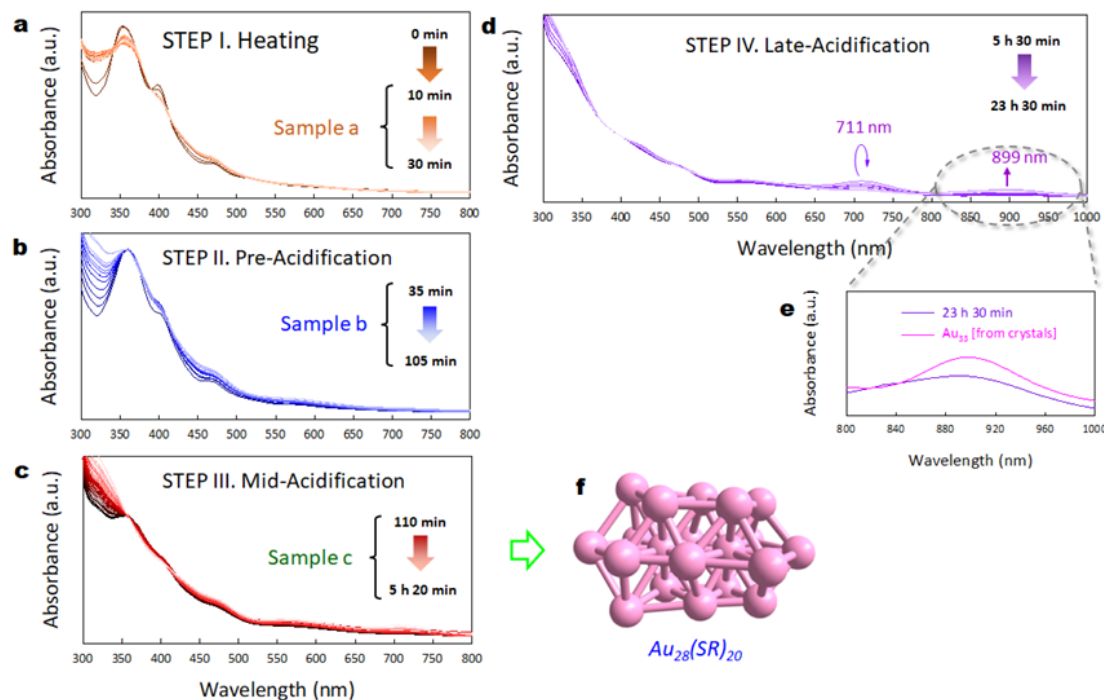 a
STEP I. Heating
0 min
10 min
Sample a
30 min
Absorbance (a.u.)
300 350 400 450 500 550 600 650 700 750 800
b
STEP II. Pre-Acidification
35 min
Sample b
105 min
Absorbance (a.u.)
300 350 400 450 500 550 600 650 700 750 800
c
STEP III. Mid-Acidification
110 min
Sample c
5 h 20 min
Absorbance (a.u.)
300 350 400 450 500 550 600 650 700 750 800
Wavelength (nm)
d
STEP IV. Late-Acidification
5 h 30 min
23 h 30 min
711 nm
899 nm
Absorbance (a.u.)
300 350 400 450 500 550 600 650 700 750 800 850 900 950 1000
Wavelength (nm)
e
23 h 30 min
Au₃₃ [from crystals]
Absorbance (a.u.)
800 840 880 920 960 1000
Wavelength (nm)
f
Au₂₈(SR)₂₀